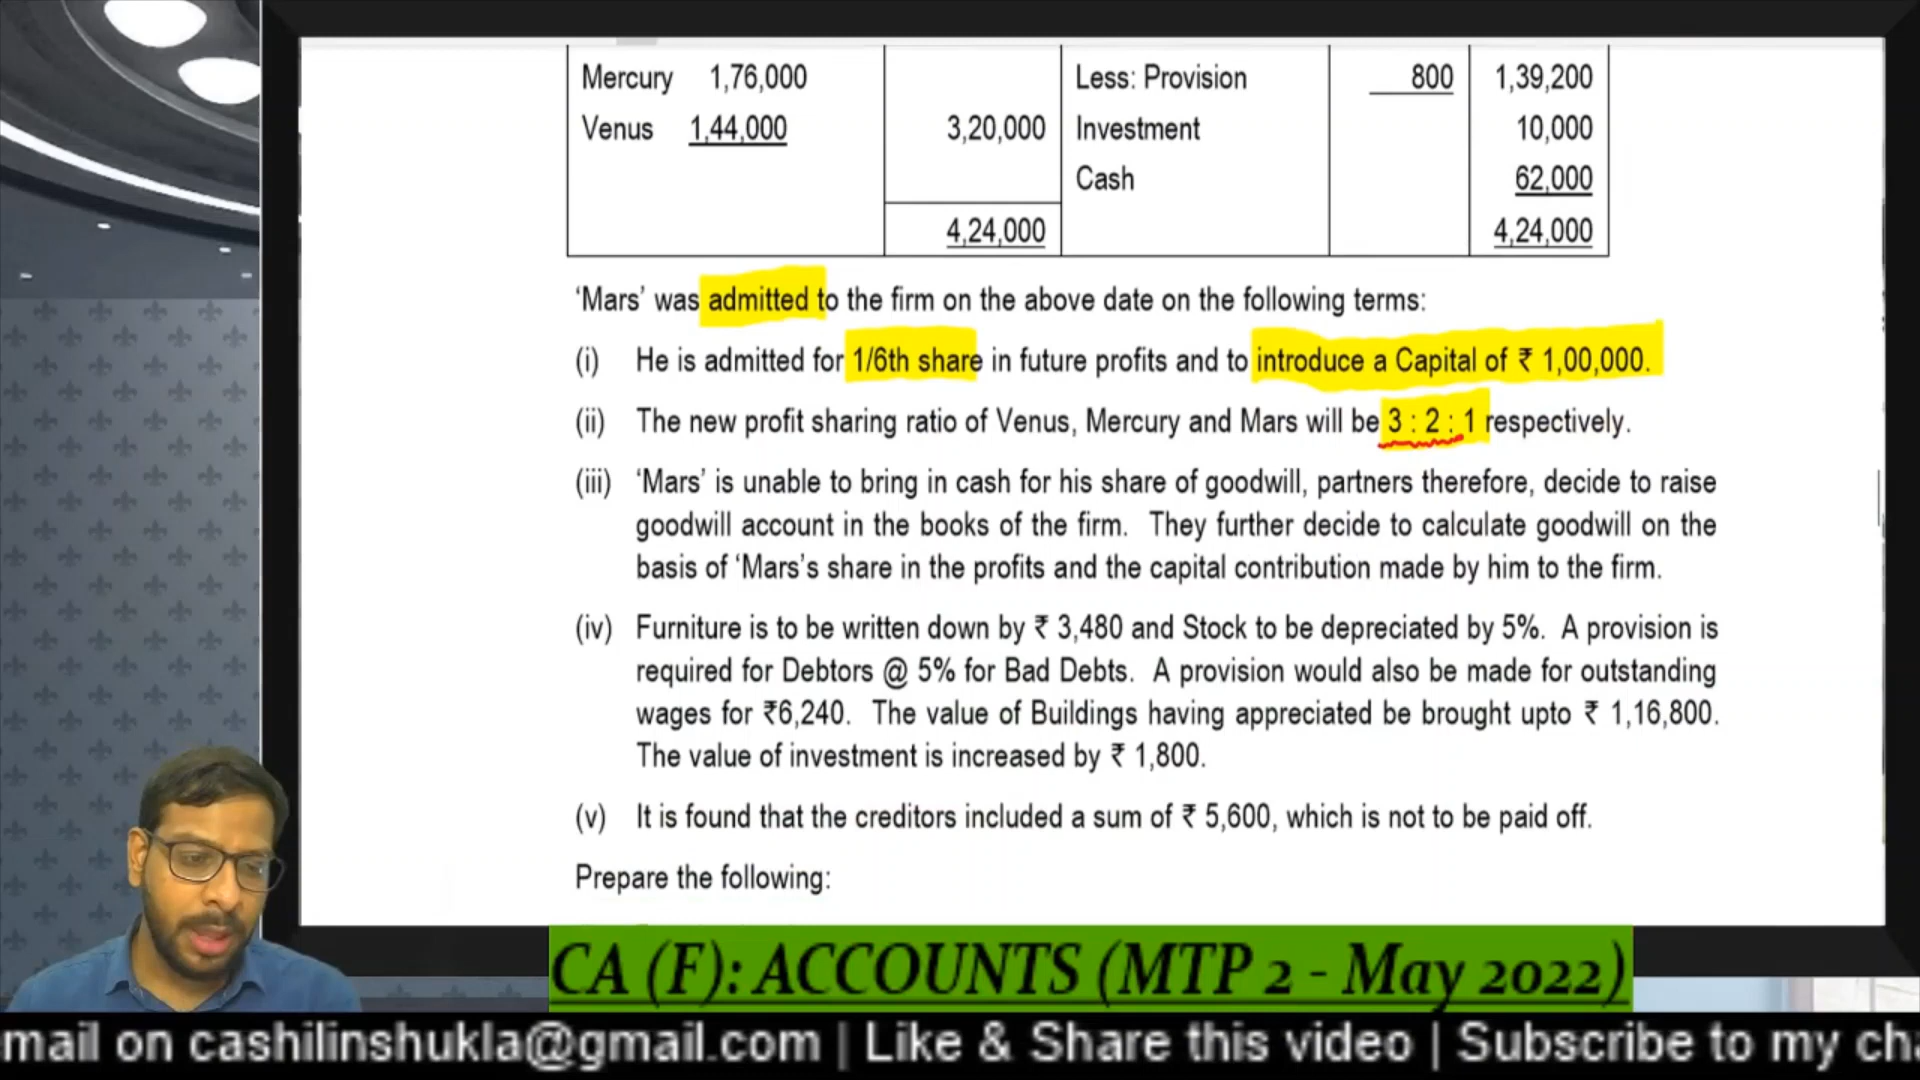 Mercury 1,76,000 Less: Provision 800 1,39,200
Venus 1,44,000 3,20,000 Investment 10,000
Cash 62,000
4,24,000 4,24,000
‘Mars’ was admitted to the firm on the above date on the following terms:
(i) He is admitted for 1/6th share in future profits and to introduce a Capital of ₹ 1,00,000.
(ii) The new profit sharing ratio of Venus, Mercury and Mars will be 3 : 2 : 1 respectively.
(iii) ‘Mars’ is unable to bring in cash for his share of goodwill, partners therefore, decide to raise
goodwill account in the books of the firm. They further decide to calculate goodwill on the
basis of ‘Mars’s share in the profits and the capital contribution made by him to the firm.
(iv) Furniture is to be written down by ₹ 3,480 and Stock to be depreciated by 5%. A provision is
required for Debtors @ 5% for Bad Debts. A provision would also be made for outstanding
wages for ₹6,240. The value of Buildings having appreciated be brought upto ₹ 1,16,800.
The value of investment is increased by ₹ 1,800.
(v) It is found that the creditors included a sum of ₹ 5,600, which is not to be paid off.
Prepare the following:
CA (F): ACCOUNTS (MTP 2 - May 2022)
mail on cashilinshukla@gmail.com | Like & Share this video | Subscribe to my cha